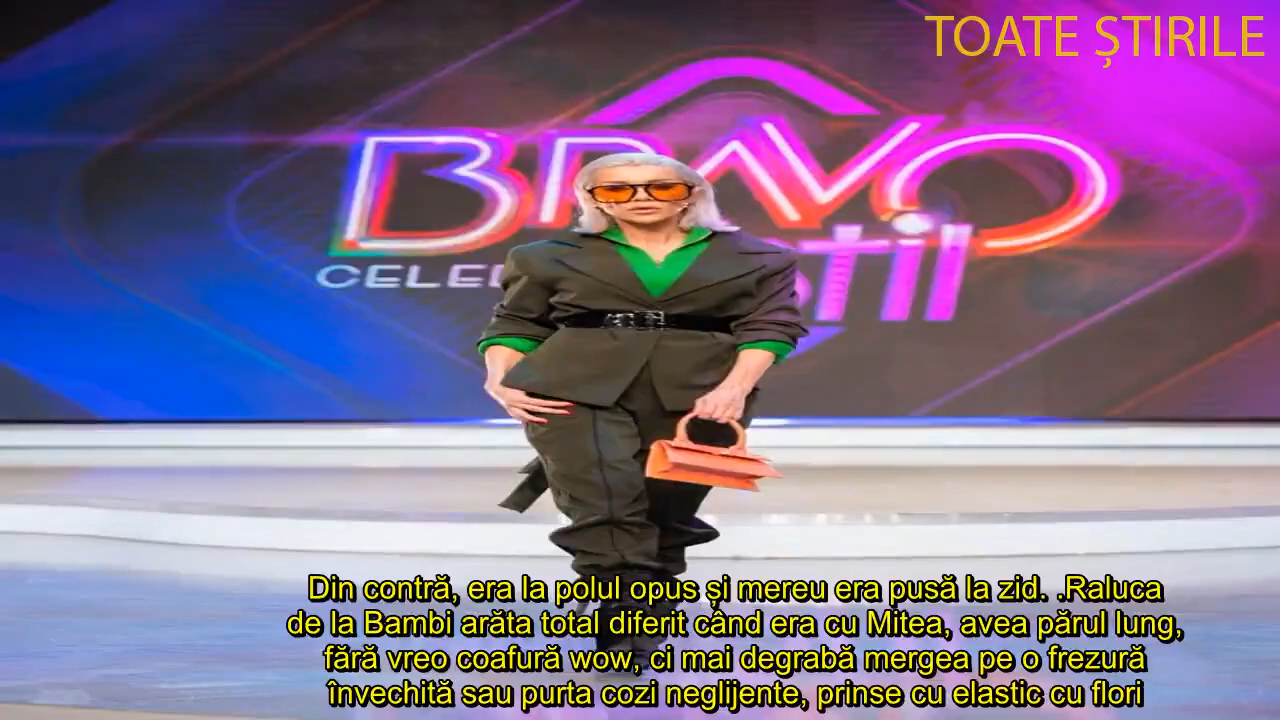 TOATE ȘTIRILE
BRAVO
CELEB
stil
Din contră, era la polul opus și mereu era pusă la zid. .Raluca
de la Bambi arăta total diferit când era cu Mitea, avea părul lung,
fără vreo coafură wow, ci mai degrabă mergea pe o frezură
învechită sau purta cozi neglijente, prinse cu elastic cu flori